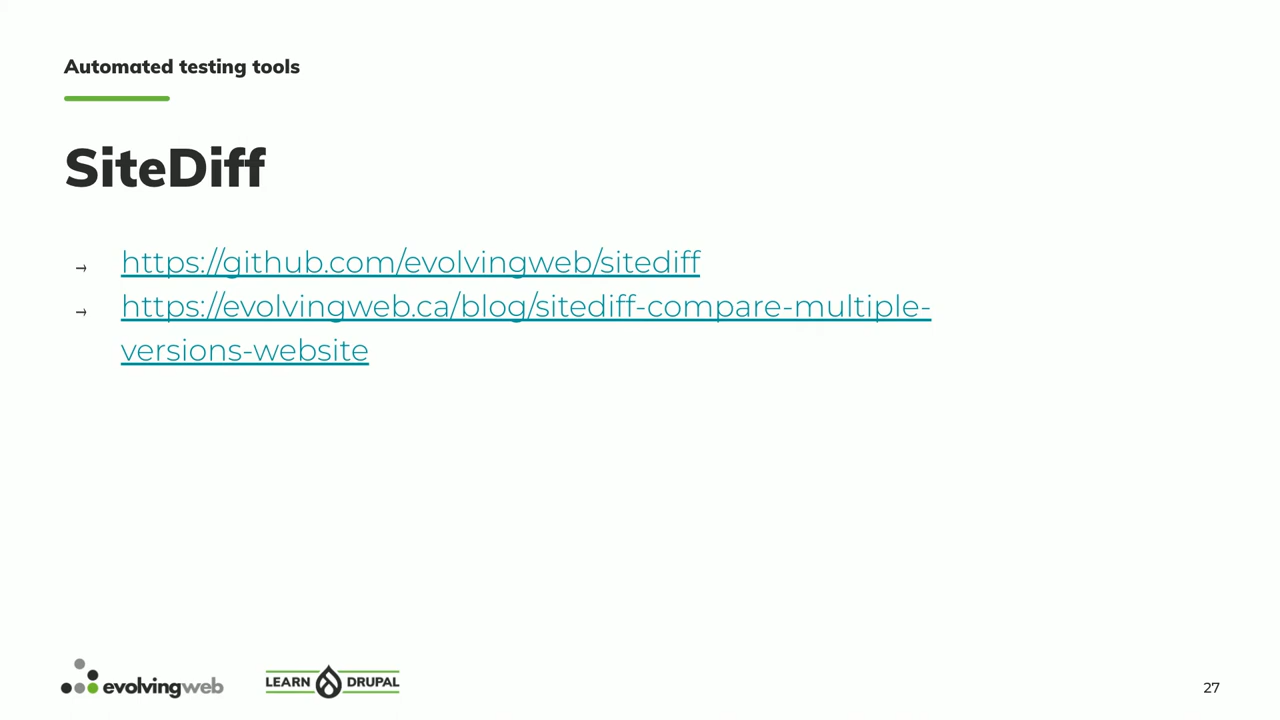 Automated testing tools
SiteDiff
→ https://github.com/evolvingweb/sitediff
→ https://evolvingweb.ca/blog/sitediff-compare-multiple-
versions-website
evolvingweb
LEARN DRUPAL
27